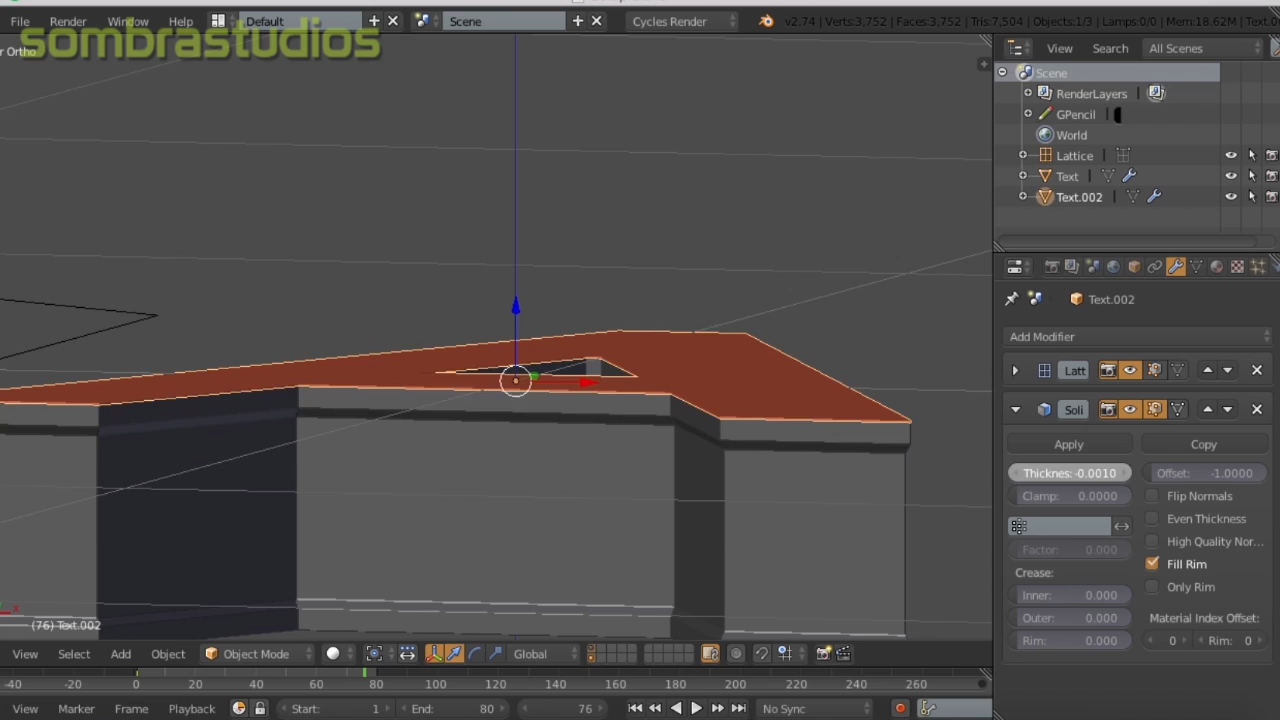 File Render Window Help Default Scene Cycles Render v2.74 | Verts:3,752 | Faces:3,752 | Tris:7,504 | Objects:1/3 | Lamps:0/0 | Mem:18.62M | Text.0
sombrastudios
r Ortho
View Search All Scenes
Scene
RenderLayers
GPencil
World
Lattice
Text
Text.002
Text.002
Add Modifier
Latt
Soli
Apply Copy
Thicknes: -0.0010 Offset: -1.0000
Clamp: 0.0000 Flip Normals
Even Thickness
High Quality Nor...
Factor: 0.000
Crease: Fill Rim
Only Rim
Inner: 0.000
Outer: 0.000 Material Index Offset:
Rim: 0.000 0 Rim: 0
x
(76) Text.002
View Select Add Object Object Mode Global
-40 -20 0 20 40 60 80 100 120 140 160 180 200 220 240 260
View Marker Frame Playback Start: 1 End: 80 76 No Sync